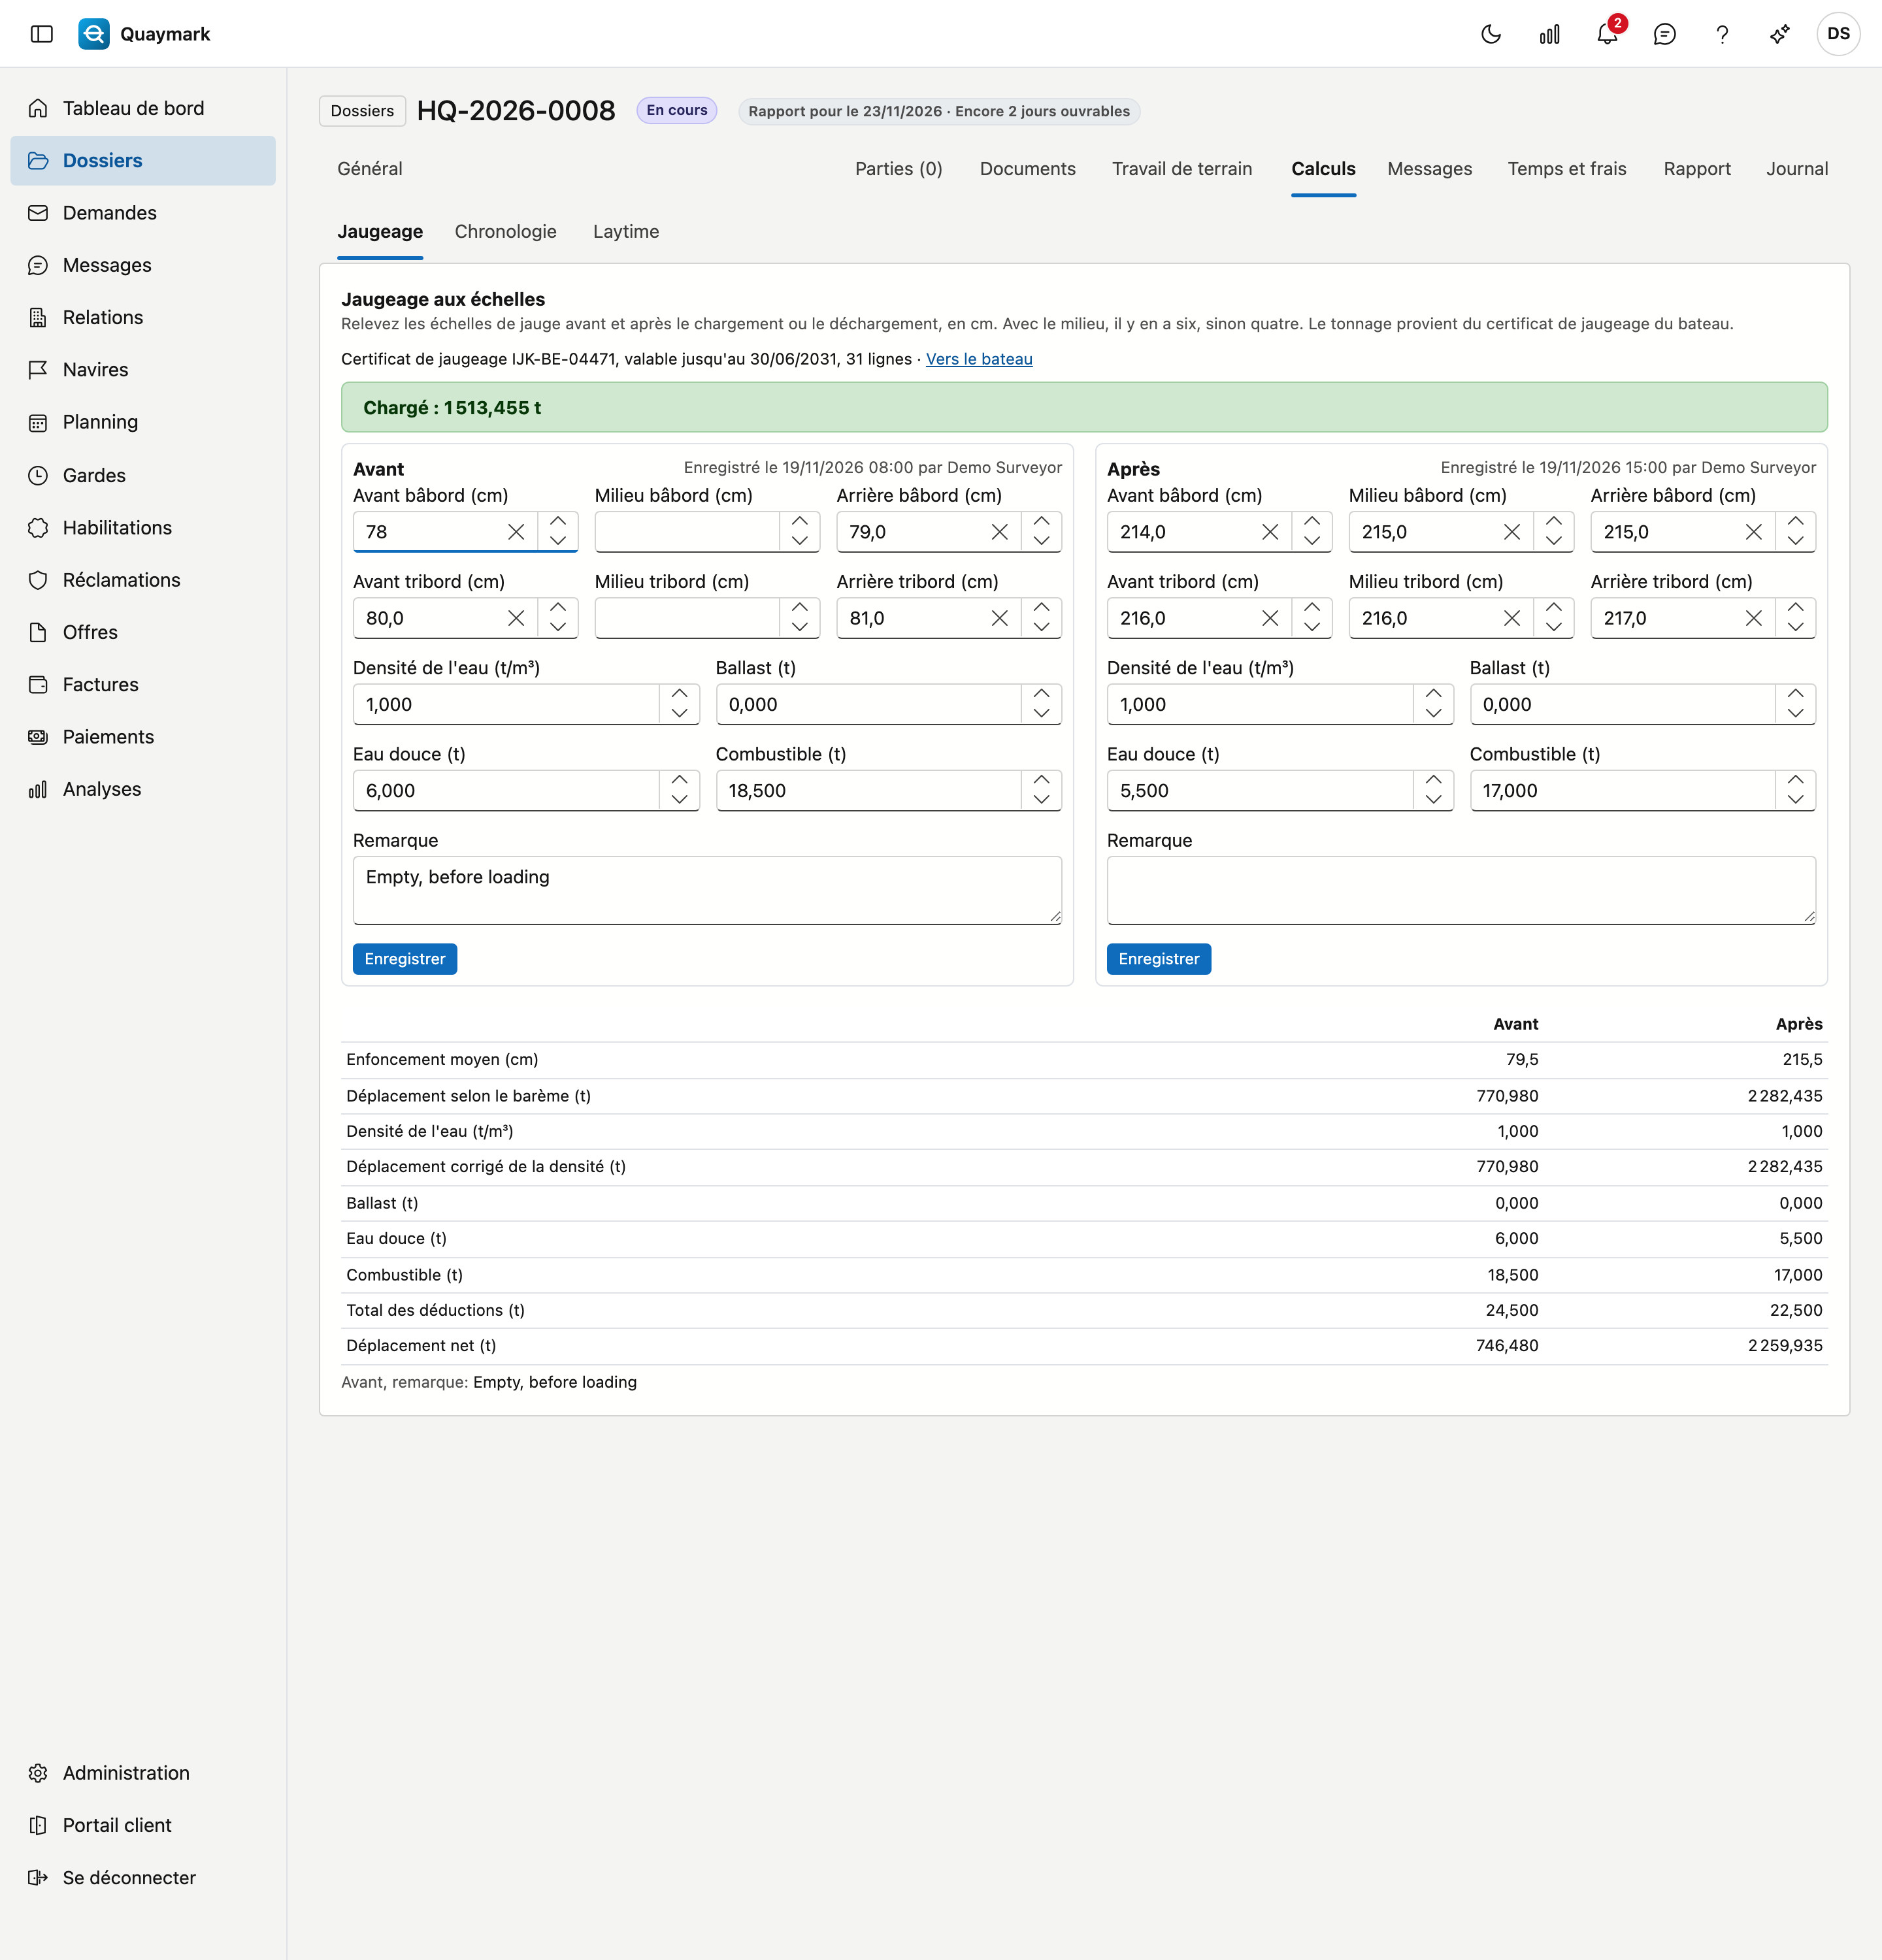 Quaymark
2
DS
Tableau de bord
Dossiers
Demandes
Messages
Relations
Navires
Planning
Gardes
Habilitations
Réclamations
Offres
Factures
Paiements
Analyses
Administration
Portail client
Se déconnecter
Dossiers HQ-2026-0008 En cours Rapport pour le 23/11/2026 · Encore 2 jours ouvrables
Général Parties (0) Documents Travail de terrain Calculs Messages Temps et frais Rapport Journal
Jaugeage Chronologie Laytime
Jaugeage aux échelles
Relevez les échelles de jauge avant et après le chargement ou le déchargement, en cm. Avec le milieu, il y en a six, sinon quatre. Le tonnage provient du certificat de jaugeage du bateau.
Certificat de jaugeage IJK-BE-04471, valable jusqu'au 30/06/2031, 31 lignes · Vers le bateau
Chargé : 1 513,455 t
Avant Enregistré le 19/11/2026 08:00 par Demo Surveyor
Avant bâbord (cm) Milieu bâbord (cm) Arrière bâbord (cm)
78 79,0
Avant tribord (cm) Milieu tribord (cm) Arrière tribord (cm)
80,0 81,0
Densité de l'eau (t/m³) Ballast (t)
1,000 0,000
Eau douce (t) Combustible (t)
6,000 18,500
Remarque
Empty, before loading
Enregistrer
Après Enregistré le 19/11/2026 15:00 par Demo Surveyor
Avant bâbord (cm) Milieu bâbord (cm) Arrière bâbord (cm)
214,0 215,0 215,0
Avant tribord (cm) Milieu tribord (cm) Arrière tribord (cm)
216,0 216,0 217,0
Densité de l'eau (t/m³) Ballast (t)
1,000 0,000
Eau douce (t) Combustible (t)
5,500 17,000
Remarque
Enregistrer
Avant Après
Enfoncement moyen (cm) 79,5 215,5
Déplacement selon le barème (t) 770,980 2 282,435
Densité de l'eau (t/m³) 1,000 1,000
Déplacement corrigé de la densité (t) 770,980 2 282,435
Ballast (t) 0,000 0,000
Eau douce (t) 6,000 5,500
Combustible (t) 18,500 17,000
Total des déductions (t) 24,500 22,500
Déplacement net (t) 746,480 2 259,935
Avant, remarque: Empty, before loading